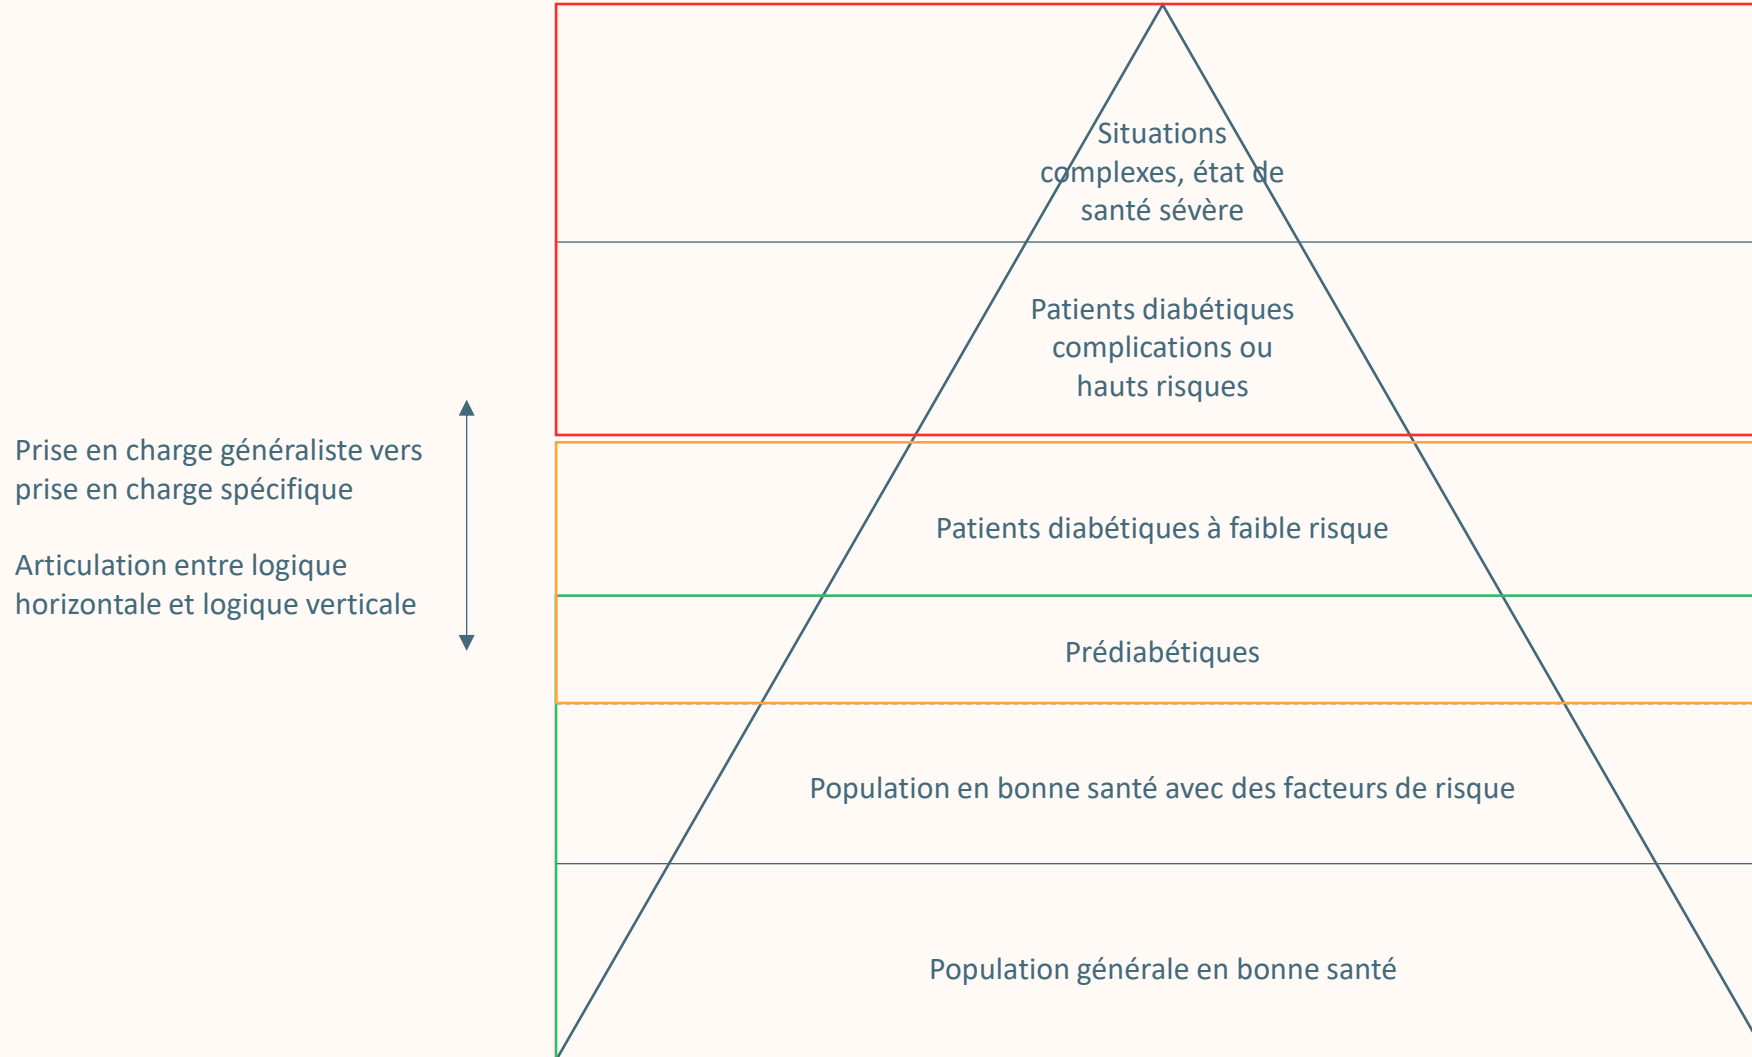 Situations
complexes, état de
santé sévère
Patients diabétiques
complications ou
hauts risques
Prise en charge généraliste vers
prise en charge spécifique
Articulation entre logique
horizontale et logique verticale
Patients diabétiques à faible risque
Prédiabétiques
Population en bonne santé avec des facteurs de risque
Population générale en bonne santé